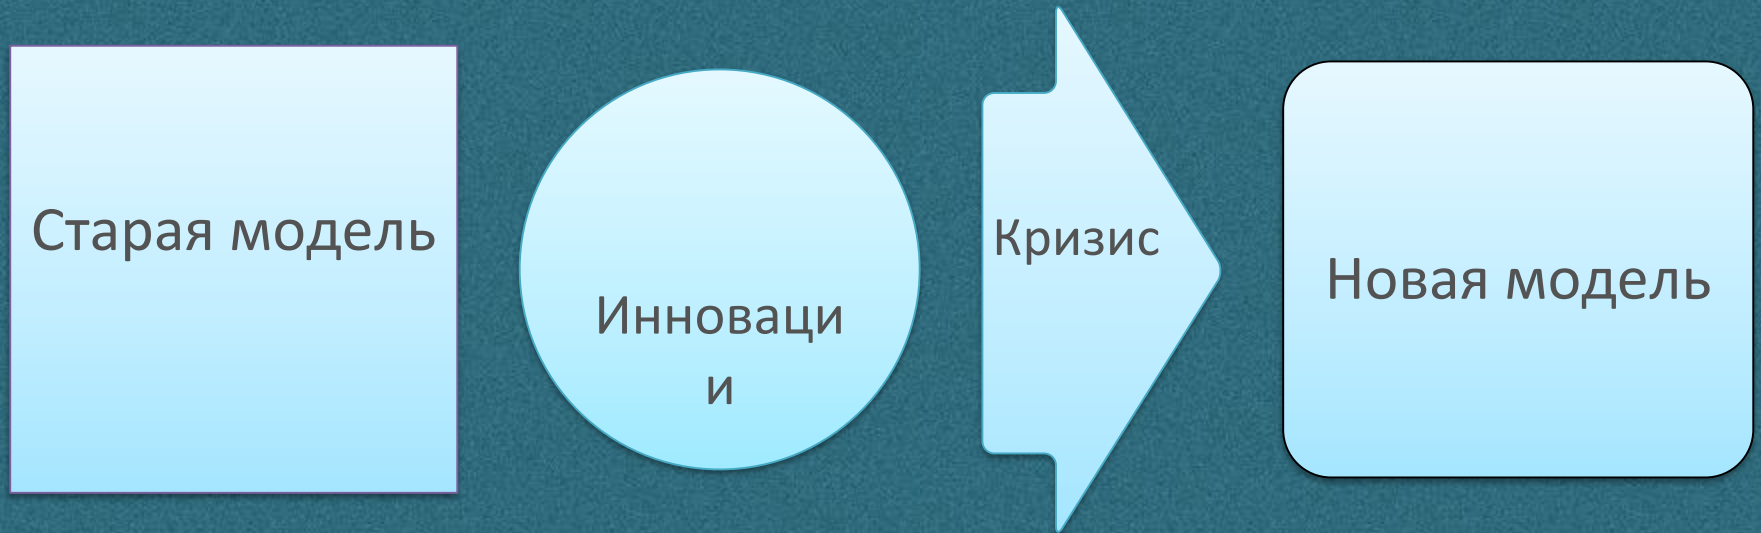 Старая модель
Инноваци
и
Кризис
Новая модель